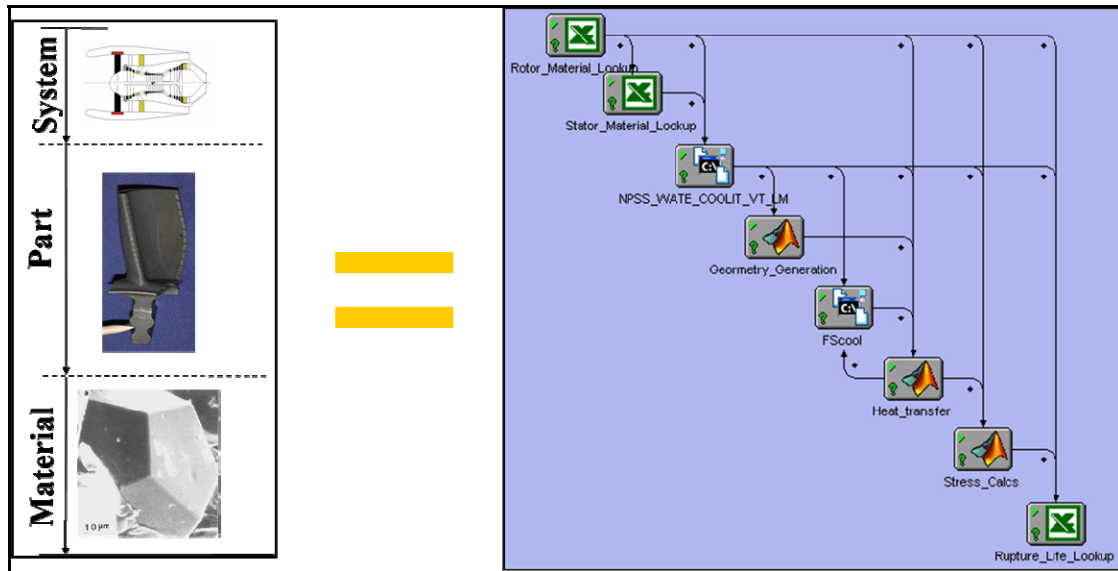 System
Part
Material
a
10 µm
Rotor_Material_Lookup
Stator_Material_Lookup
NPSS_WATE_COOLIT_VT_LM
Geormetry_Generation
FScool
Heat_transfer
Stress_Calcs
Rupture_Life_Lookup